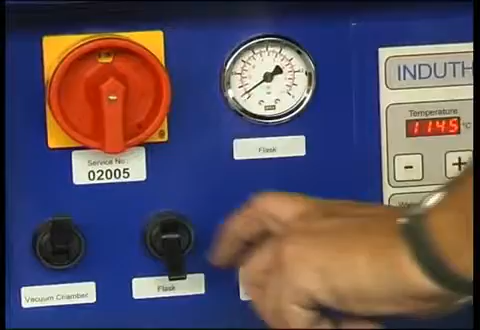 INDUTH
Temperature
1145 °C
Flask
Service No.:
02005
- +
Vacuum Chamber
Flask